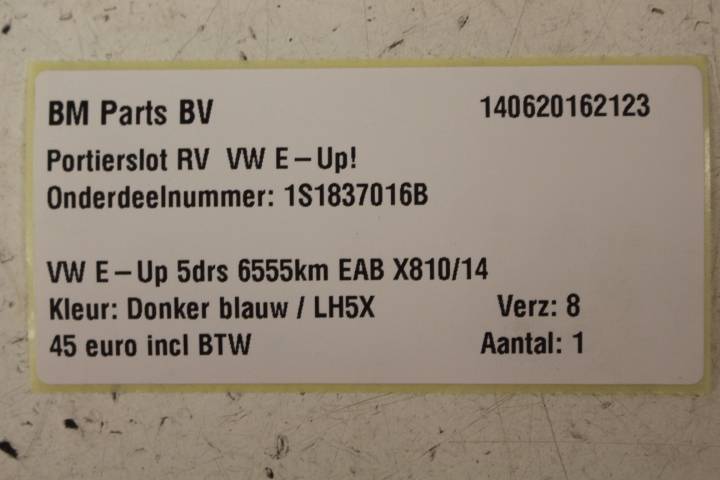 BM Parts BV 140620162123
Portierslot RV VW E-Up!
Onderdeelnummer: 1S1837016B
VW E-Up 5drs 6555km EAB X810/14
Kleur: Donker blauw / LH5X Verz: 8
45 euro incl BTW Aantal: 1